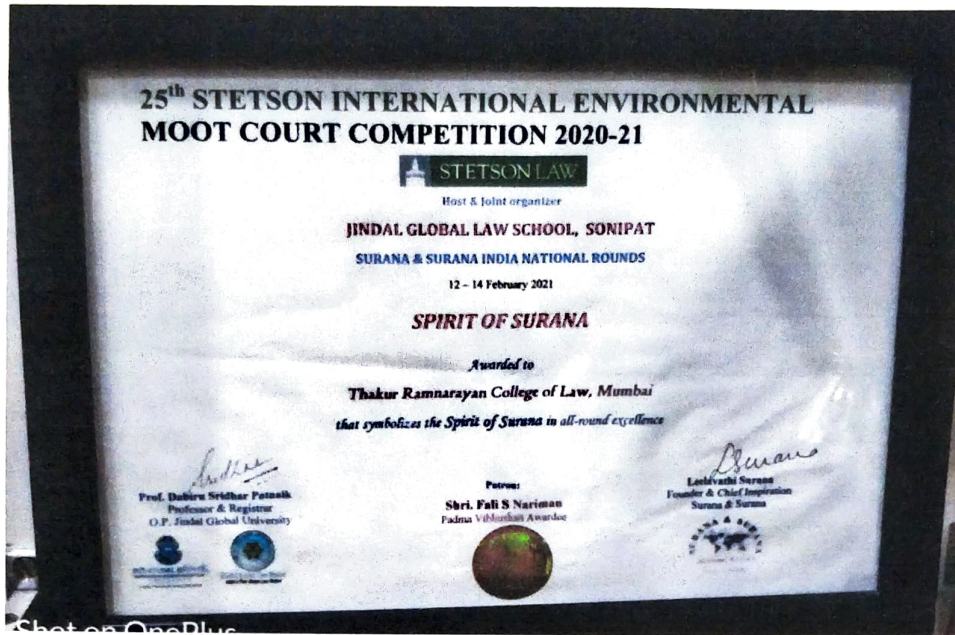 25th STETSON INTERNATIONAL ENVIRONMENTAL
MOOT COURT COMPETITION 2020-21
STETSON LAW
Host & Joint organizer
JINDAL GLOBAL LAW SCHOOL, SONIPAT
SURANA & SURANA INDIA NATIONAL ROUNDS
12 – 14 February 2021
SPIRIT OF SURANA
Awarded to
Thakur Ramnarayan College of Law, Mumbai
that symbolizes the Spirit of Surana in all-round excellence
Prof. Dabiru Sridhar Patnaik
Professor & Registrar
O.P. Jindal Global University
Patron:
Shri. Fali S Nariman
Padma Vibhushan Awardee
Leelavathi Surana
Founder & Chief Inspiration
Surana & Surana
SURANA & SURANA
Shot on OnePlus